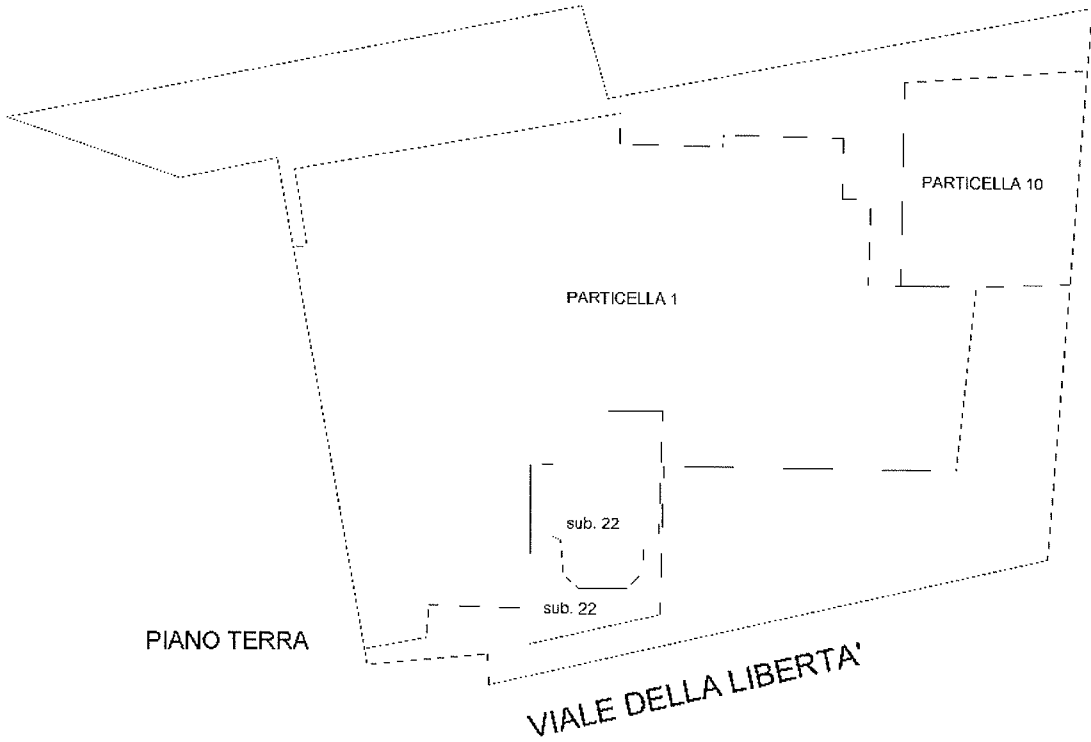 PARTICELLA 10
PARTICELLA 1
sub. 22
sub. 22
PIANO TERRA
VIALE DELLA LIBERTA'